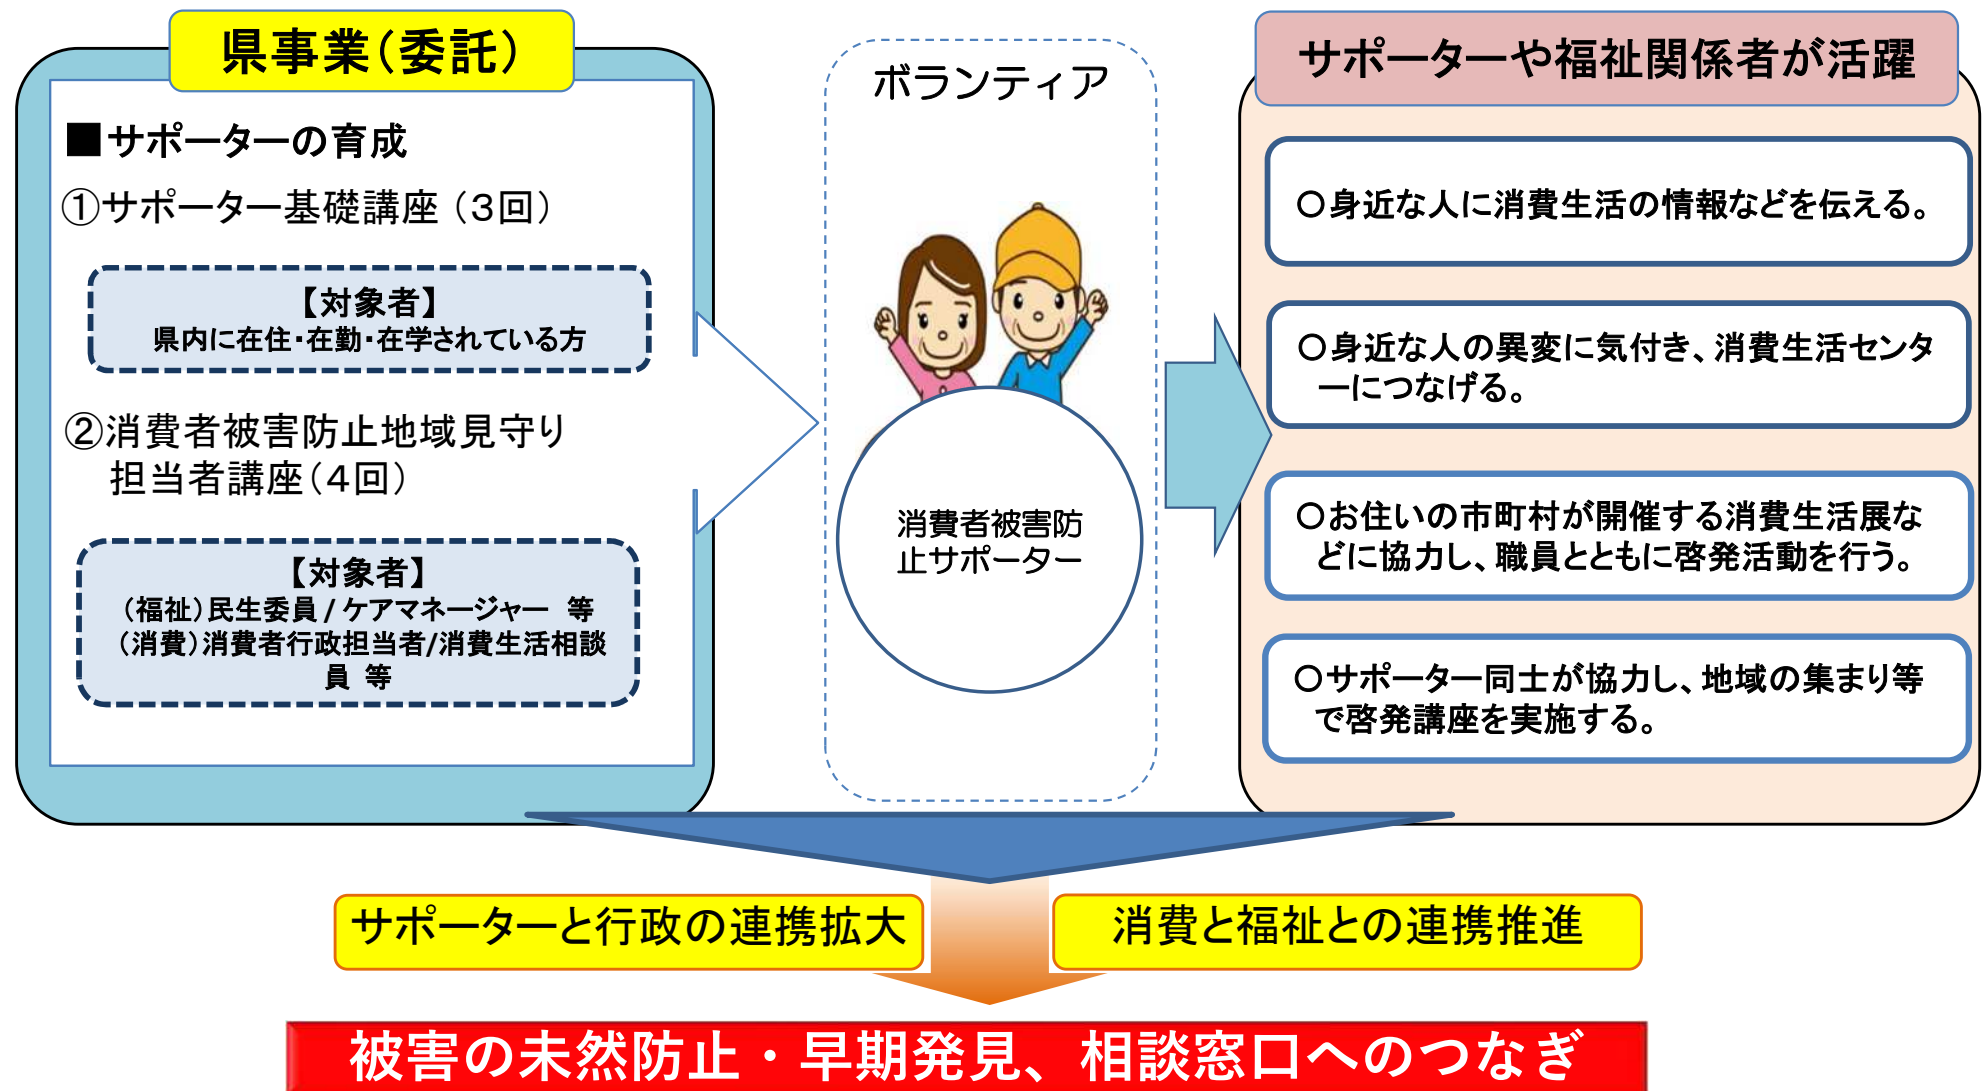 県事業（委託）
■サポーターの育成
①サポーター基礎講座（３回）
【対象者】
県内に在住・在勤・在学されている方
②消費者被害防止地域見守り
担当者講座（４回）
【対象者】
（福祉）民生委員 / ケアマネージャー 等
（消費）消費者行政担当者/消費生活相談
員 等
ボランティア
消費者被害防
止サポーター
サポーターや福祉関係者が活躍
○身近な人に消費生活の情報などを伝える。
○身近な人の異変に気付き、消費生活センタ
ーにつなげる。
○お住いの市町村が開催する消費生活展な
どに協力し、職員とともに啓発活動を行う。
○サポーター同士が協力し、地域の集まり等
で啓発講座を実施する。
サポーターと行政の連携拡大
消費と福祉との連携推進
被害の未然防止・早期発見、相談窓口へのつなぎ